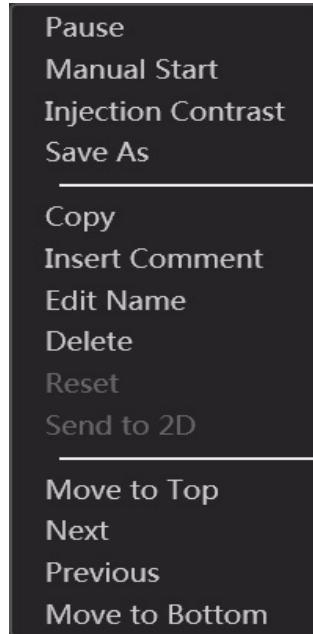 Pause
Manual Start
Injection Contrast
Save As
Copy
Insert Comment
Edit Name
Delete
Reset
Send to 2D
Move to Top
Next
Previous
Move to Bottom